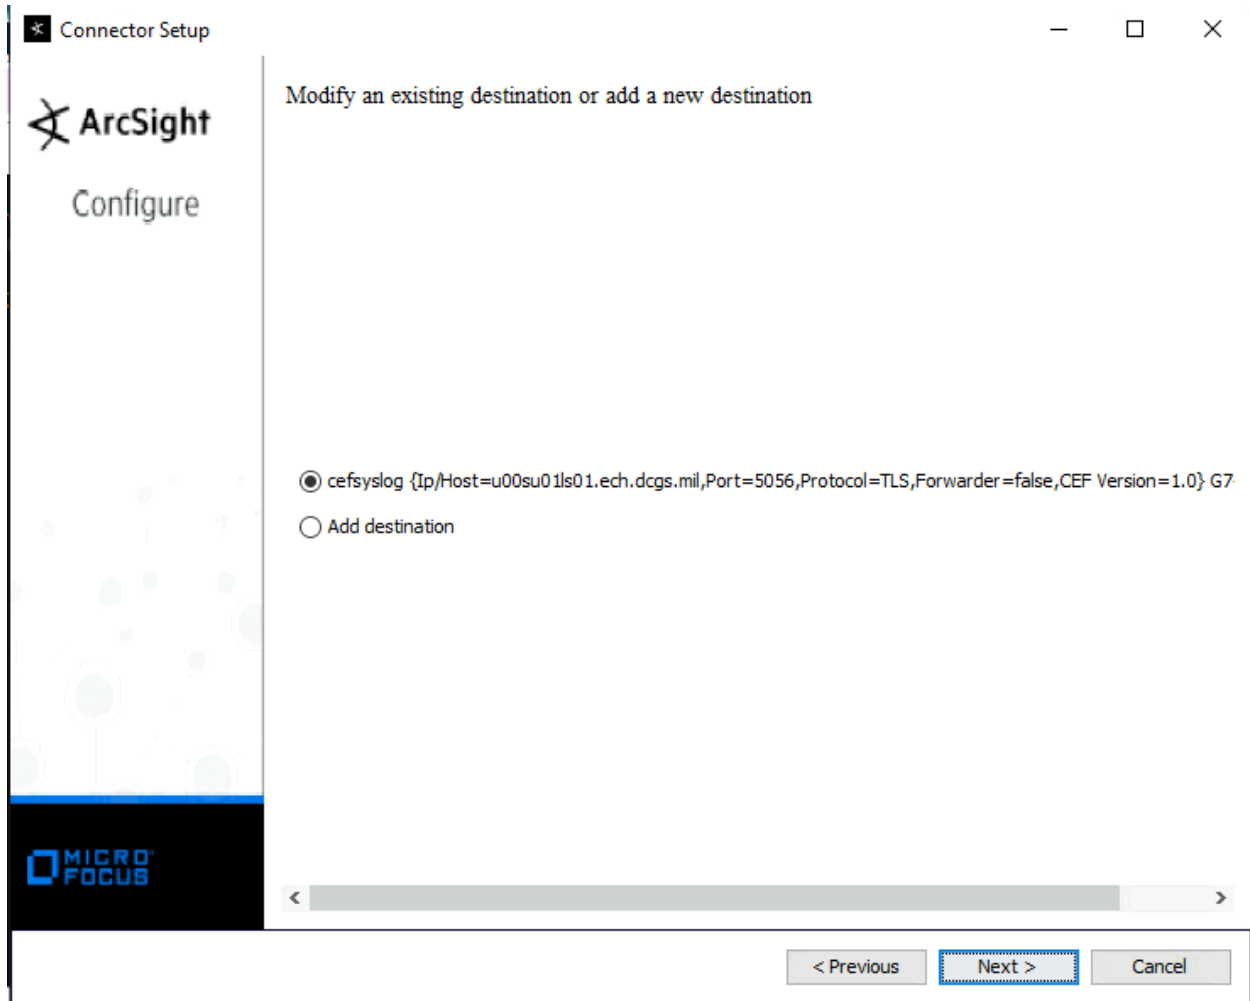 Connector Setup
ArcSight
Configure
Modify an existing destination or add a new destination
cefsyslog {Ip/Host=u00su01ls01.ech.dcgs.mil,Port=5056,Protocol=TLS,Forwarder=false,CEF Version=1.0} G7
Add destination
MICRO
FOCUS
< Previous
Next >
Cancel